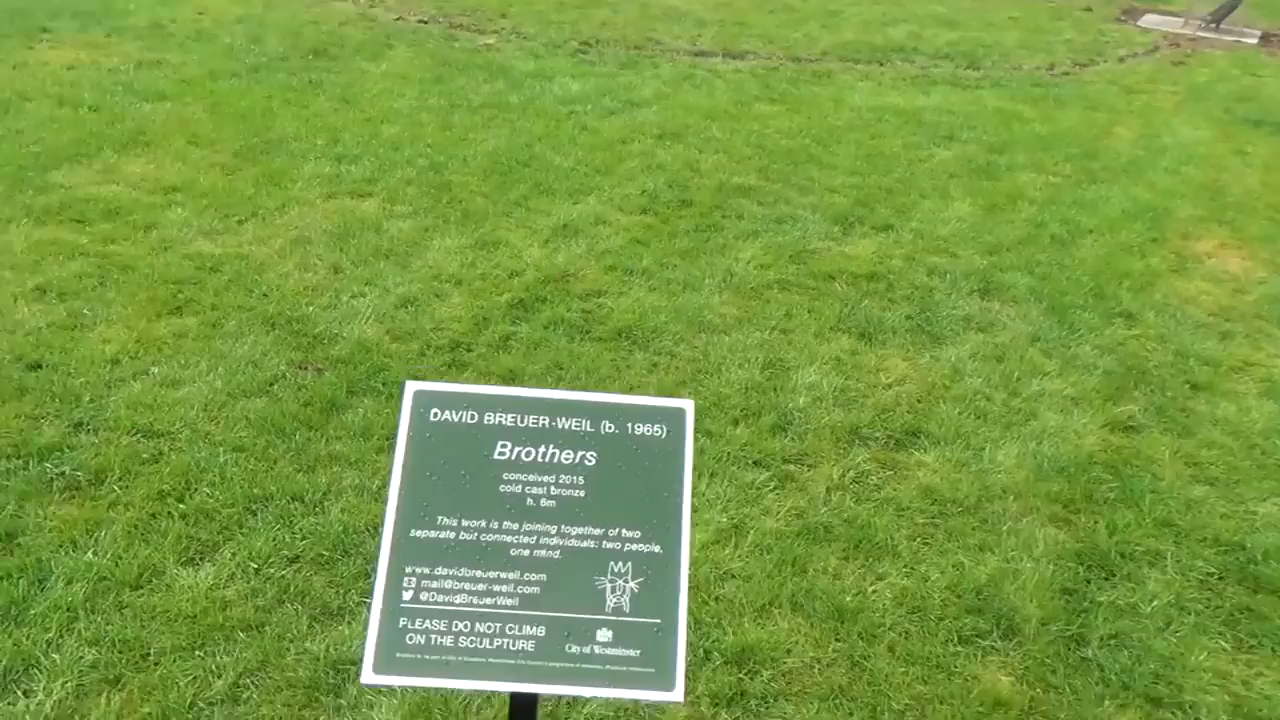 DAVID BREUER-WEIL (b. 1965)
Brothers
conceived 2015
cold cast bronze
h. 6m
This work is the joining together of two
separate but connected individuals: two people,
one mind.
www.davidbreuerweil.com
mail@breuer-weil.com
@DavidBreuerWeil
PLEASE DO NOT CLIMB
ON THE SCULPTURE
City of Westminster